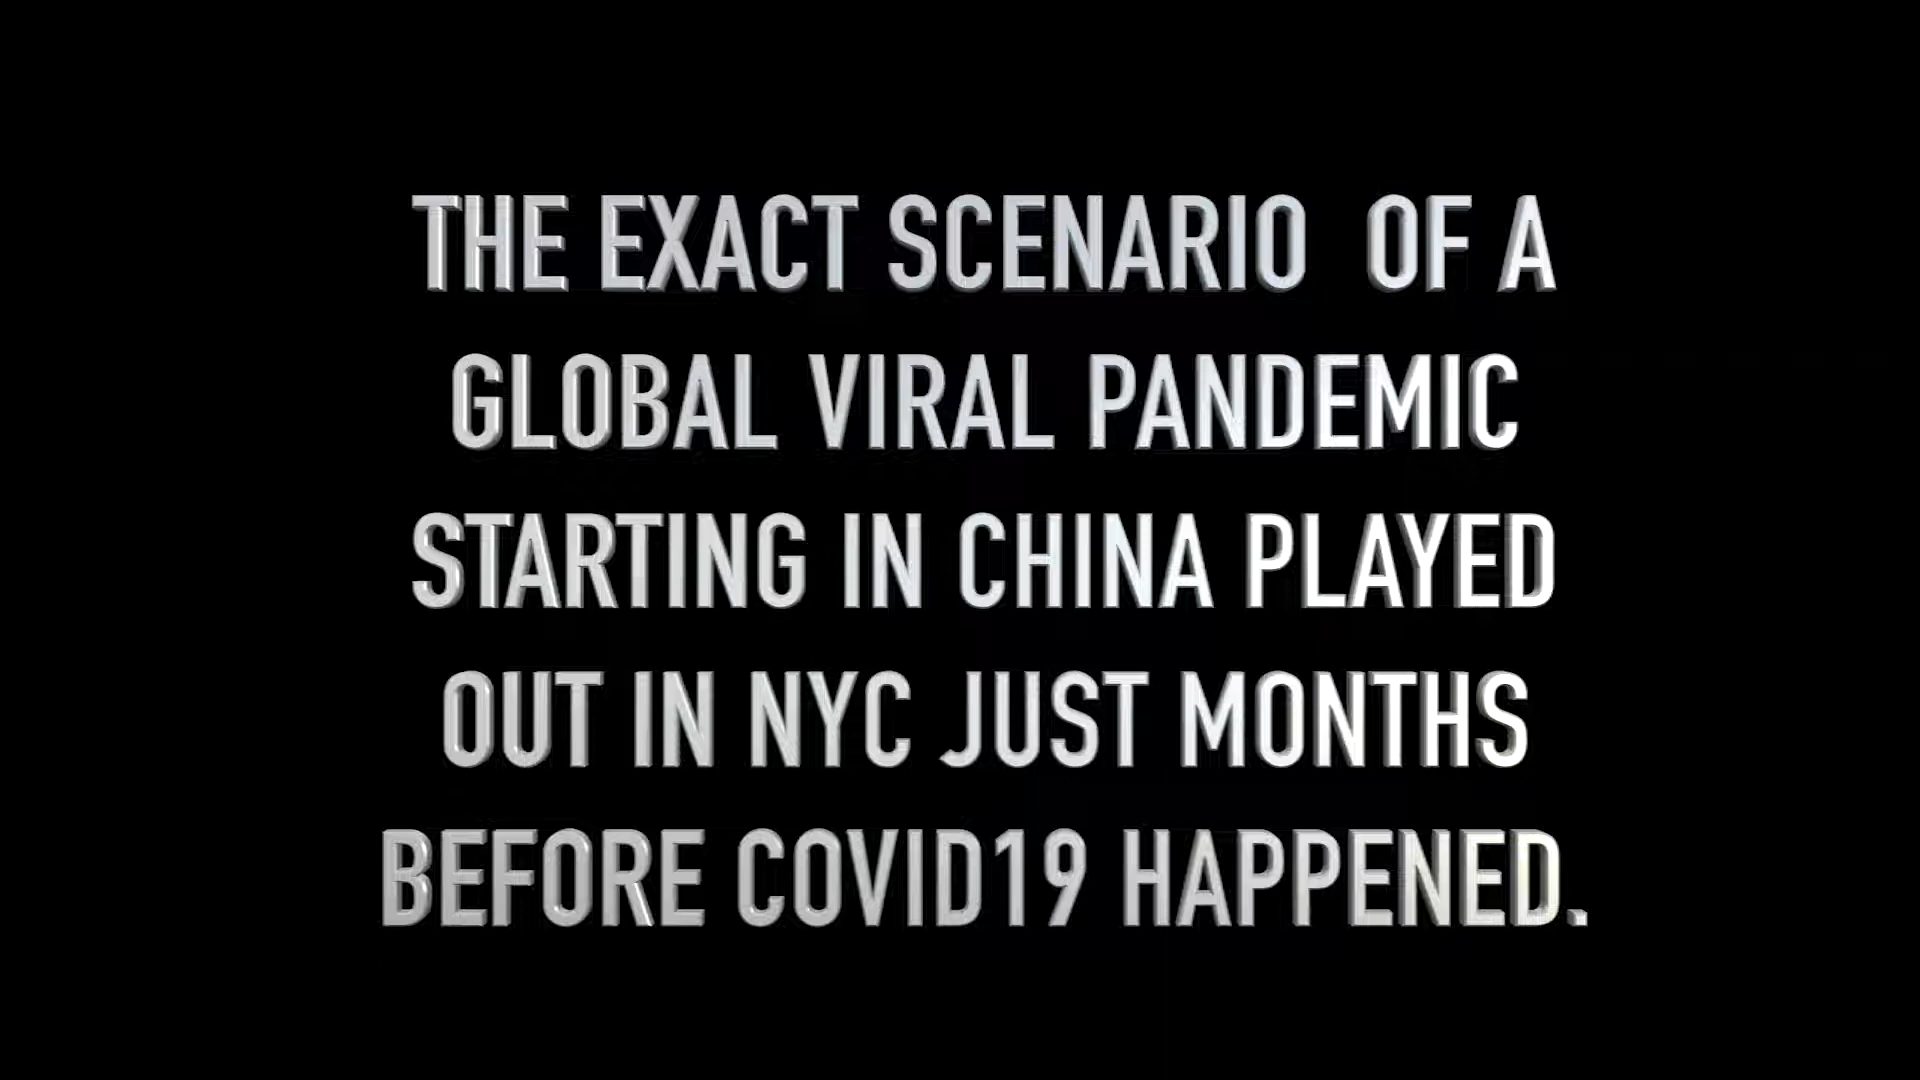 THE EXACT SCENARIO OF A
GLOBAL VIRAL PANDEMIC
STARTING IN CHINA PLAYED
OUT IN NYC JUST MONTHS
BEFORE COVID19 HAPPENED.